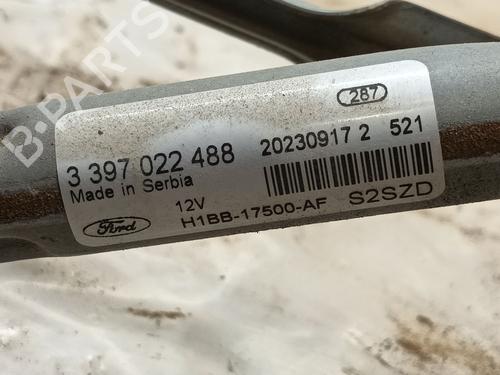 B-PARTS
287
3 397 022 488
20230917 2 521
Made in Serbia
12V
H1BB-17500-AF
S2SZD
Ford